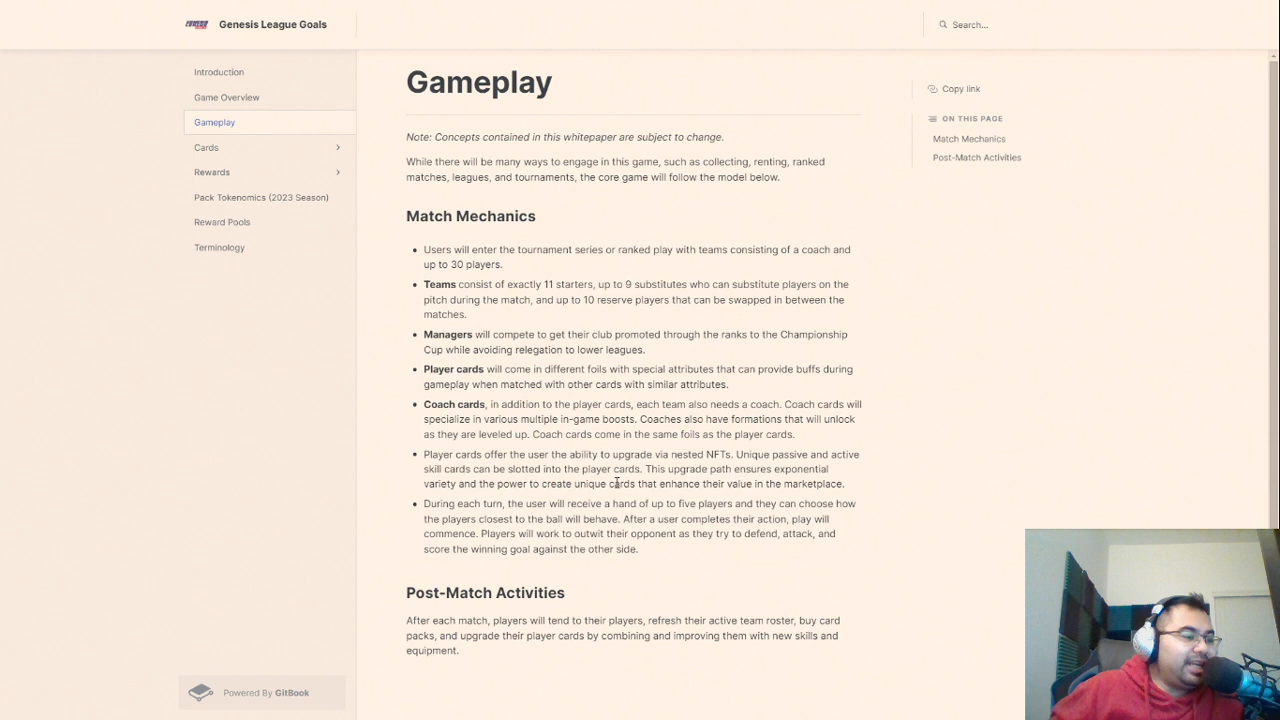 Genesis League Goals
Search...
Introduction
Game Overview
Gameplay
Cards
Rewards
Pack Tokenomics (2023 Season)
Reward Pools
Terminology
Powered By GitBook
Gameplay
Note: Concepts contained in this whitepaper are subject to change.
While there will be many ways to engage in this game, such as collecting, renting, ranked
matches, leagues, and tournaments, the core game will follow the model below.
Match Mechanics
• Users will enter the tournament series or ranked play with teams consisting of a coach and
up to 30 players.
• Teams consist of exactly 11 starters, up to 9 substitutes who can substitute players on the
pitch during the match, and up to 10 reserve players that can be swapped in between the
matches.
• Managers will compete to get their club promoted through the ranks to the Championship
Cup while avoiding relegation to lower leagues.
• Player cards will come in different foils with special attributes that can provide buffs during
gameplay when matched with other cards with similar attributes.
• Coach cards, in addition to the player cards, each team also needs a coach. Coach cards will
specialize in various multiple in-game boosts. Coaches also have formations that will unlock
as they are leveled up. Coach cards come in the same foils as the player cards.
• Player cards offer the user the ability to upgrade via nested NFTs. Unique passive and active
skill cards can be slotted into the player cards. This upgrade path ensures exponential
variety and the power to create unique cards that enhance their value in the marketplace.
• During each turn, the user will receive a hand of up to five players and they can choose how
the players closest to the ball will behave. After a user completes their action, play will
commence. Players will work to outwit their opponent as they try to defend, attack, and
score the winning goal against the other side.
Post-Match Activities
After each match, players will tend to their players, refresh their active team roster, buy card
packs, and upgrade their player cards by combining and improving them with new skills and
equipment.
Copy link
ON THIS PAGE
Match Mechanics
Post-Match Activities